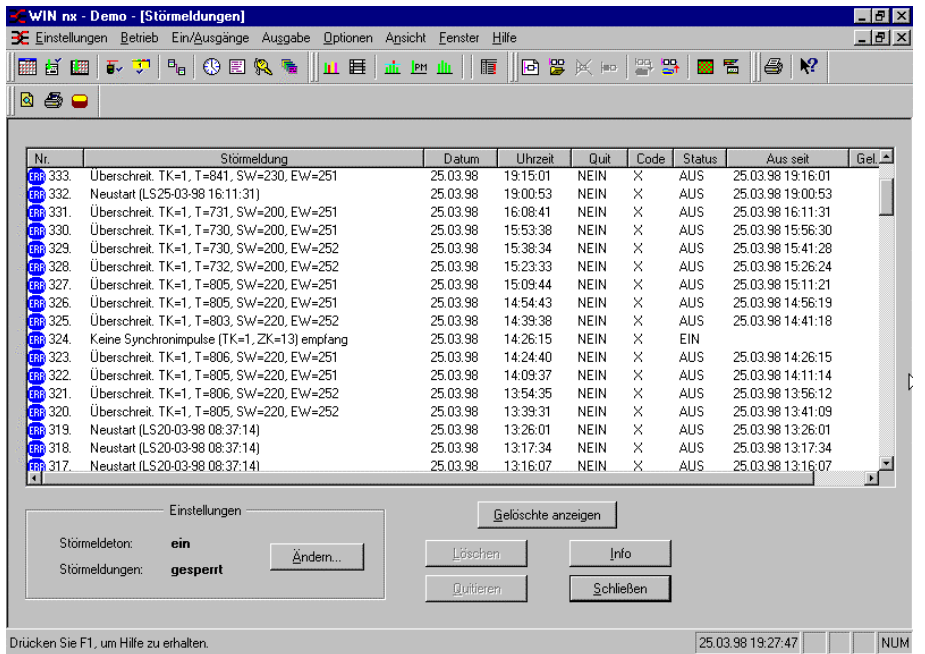 WIN nx - Demo - [Störmeldungen]
Einstellungen Betrieb Ein/Ausgänge Ausgabe Optionen Ansicht Fenster Hilfe
Nr. Störmeldung Datum Uhrzeit Quit Code Status Aus seit Gel.
ERR 333. Überschreit. TK=1, T=841, SW=230, EW=251 25.03.98 19:15:01 NEIN X AUS 25.03.98 19:16:01
ERR 332. Neustart (LS25-03-98 16:11:31) 25.03.98 19:00:53 NEIN X AUS 25.03.98 19:00:53
ERR 331. Überschreit. TK=1, T=731, SW=200, EW=251 25.03.98 16:08:41 NEIN X AUS 25.03.98 16:11:31
ERR 330. Überschreit. TK=1, T=730, SW=200, EW=251 25.03.98 15:53:38 NEIN X AUS 25.03.98 15:56:30
ERR 329. Überschreit. TK=1, T=730, SW=200, EW=252 25.03.98 15:38:34 NEIN X AUS 25.03.98 15:41:28
ERR 328. Überschreit. TK=1, T=732, SW=200, EW=252 25.03.98 15:23:33 NEIN X AUS 25.03.98 15:26:24
ERR 327. Überschreit. TK=1, T=805, SW=220, EW=251 25.03.98 15:09:44 NEIN X AUS 25.03.98 15:11:21
ERR 326. Überschreit. TK=1, T=805, SW=220, EW=251 25.03.98 14:54:43 NEIN X AUS 25.03.98 14:56:19
ERR 325. Überschreit. TK=1, T=803, SW=220, EW=252 25.03.98 14:39:38 NEIN X AUS 25.03.98 14:41:18
ERR 324. Keine Synchronimpulse (TK=1, ZK=13) empfang 25.03.98 14:26:15 NEIN X EIN
ERR 323. Überschreit. TK=1, T=806, SW=220, EW=251 25.03.98 14:24:40 NEIN X AUS 25.03.98 14:26:15
ERR 322. Überschreit. TK=1, T=805, SW=220, EW=251 25.03.98 14:09:37 NEIN X AUS 25.03.98 14:11:14
ERR 321. Überschreit. TK=1, T=806, SW=220, EW=252 25.03.98 13:54:35 NEIN X AUS 25.03.98 13:56:12
ERR 320. Überschreit. TK=1, T=805, SW=220, EW=252 25.03.98 13:39:31 NEIN X AUS 25.03.98 13:41:09
ERR 319. Neustart (LS20-03-98 08:37:14) 25.03.98 13:26:01 NEIN X AUS 25.03.98 13:26:01
ERR 318. Neustart (LS20-03-98 08:37:14) 25.03.98 13:17:34 NEIN X AUS 25.03.98 13:17:34
ERR 317. Neustart (LS20-03-98 08:37:14) 25.03.98 13:16:07 NEIN X AUS 25.03.98 13:16:07
Einstellungen
Störmeldeton: ein
Störmeldungen: gesperrt
Ändern...
Gelöschte anzeigen
Löschen Info
Quitieren Schließen
Drücken Sie F1, um Hilfe zu erhalten. 25.03.98 19:27:47 NUM